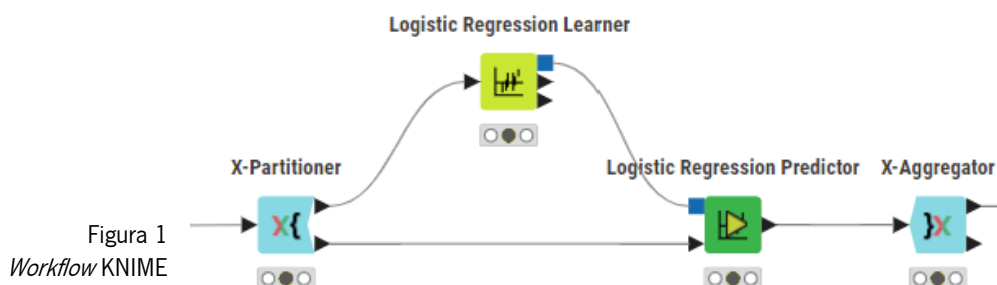 Logistic Regression Learner
X-Partitioner
Logistic Regression Predictor
X-Aggregator
X{
}X
Figura 1
Workflow KNIME